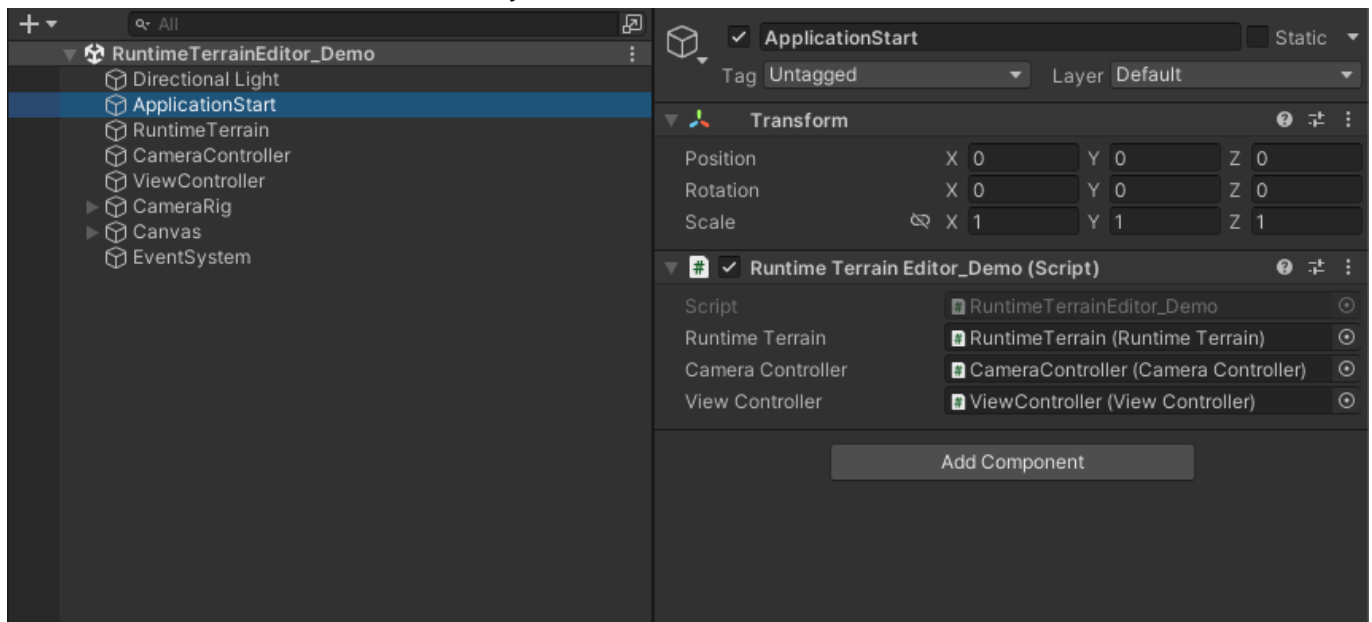 All
RuntimeTerrainEditor_Demo
Directional Light
ApplicationStart
RuntimeTerrain
CameraController
ViewController
CameraRig
Canvas
EventSystem
ApplicationStart Static
Tag Untagged Layer Default
Transform
Position X 0 Y 0 Z 0
Rotation X 0 Y 0 Z 0
Scale X 1 Y 1 Z 1
# Runtime Terrain Editor_Demo (Script)
Script # RuntimeTerrainEditor_Demo
Runtime Terrain # RuntimeTerrain (Runtime Terrain)
Camera Controller # CameraController (Camera Controller)
View Controller # ViewController (View Controller)
Add Component